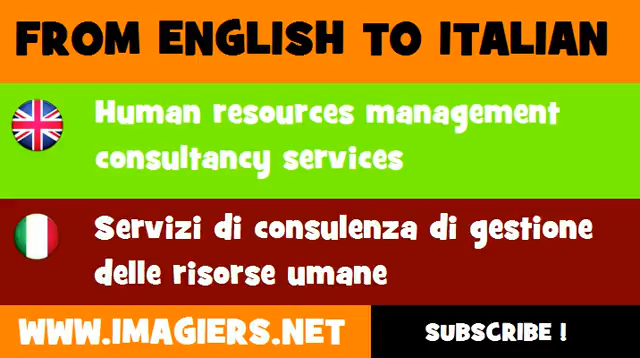 FROM ENGLISH TO ITALIAN
Human resources management
consultancy services
Servizi di consulenza di gestione
delle risorse umane
WWW.IMAGIERS.NET
SUBSCRIBE !